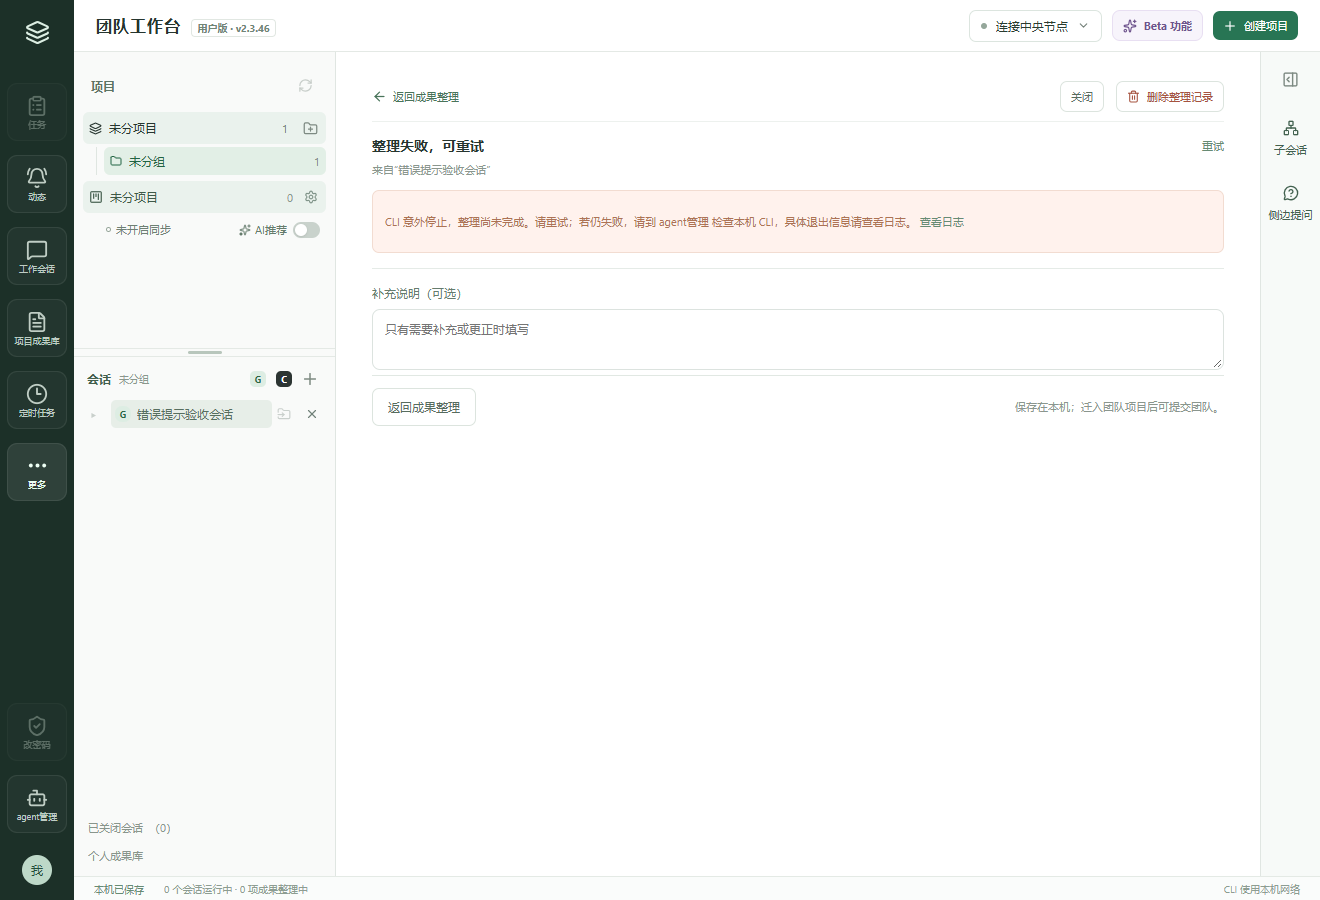 团队工作台
用户版 · v2.3.46
连接中央节点
Beta 功能
创建项目
任务
动态
工作会话
项目成果库
定时任务
更多
改密码
agent管理
我
项目
未分项目
1
未分组
1
未分项目
0
未开启同步
AI推荐
会话 未分组
G
C
G 错误提示验收会话
已关闭会话 (0)
个人成果库
返回成果整理
关闭
删除整理记录
整理失败，可重试
重试
来自“错误提示验收会话”
CLI 意外停止，整理尚未完成。请重试；若仍失败，请到 agent管理 检查本机 CLI，具体退出信息请查看日志。 查看日志
补充说明（可选）
只有需要补充或更正时填写
返回成果整理
保存在本机；迁入团队项目后可提交团队。
子会话
侧边提问
本机已保存
0 个会话运行中 · 0 项成果整理中
CLI 使用本机网络